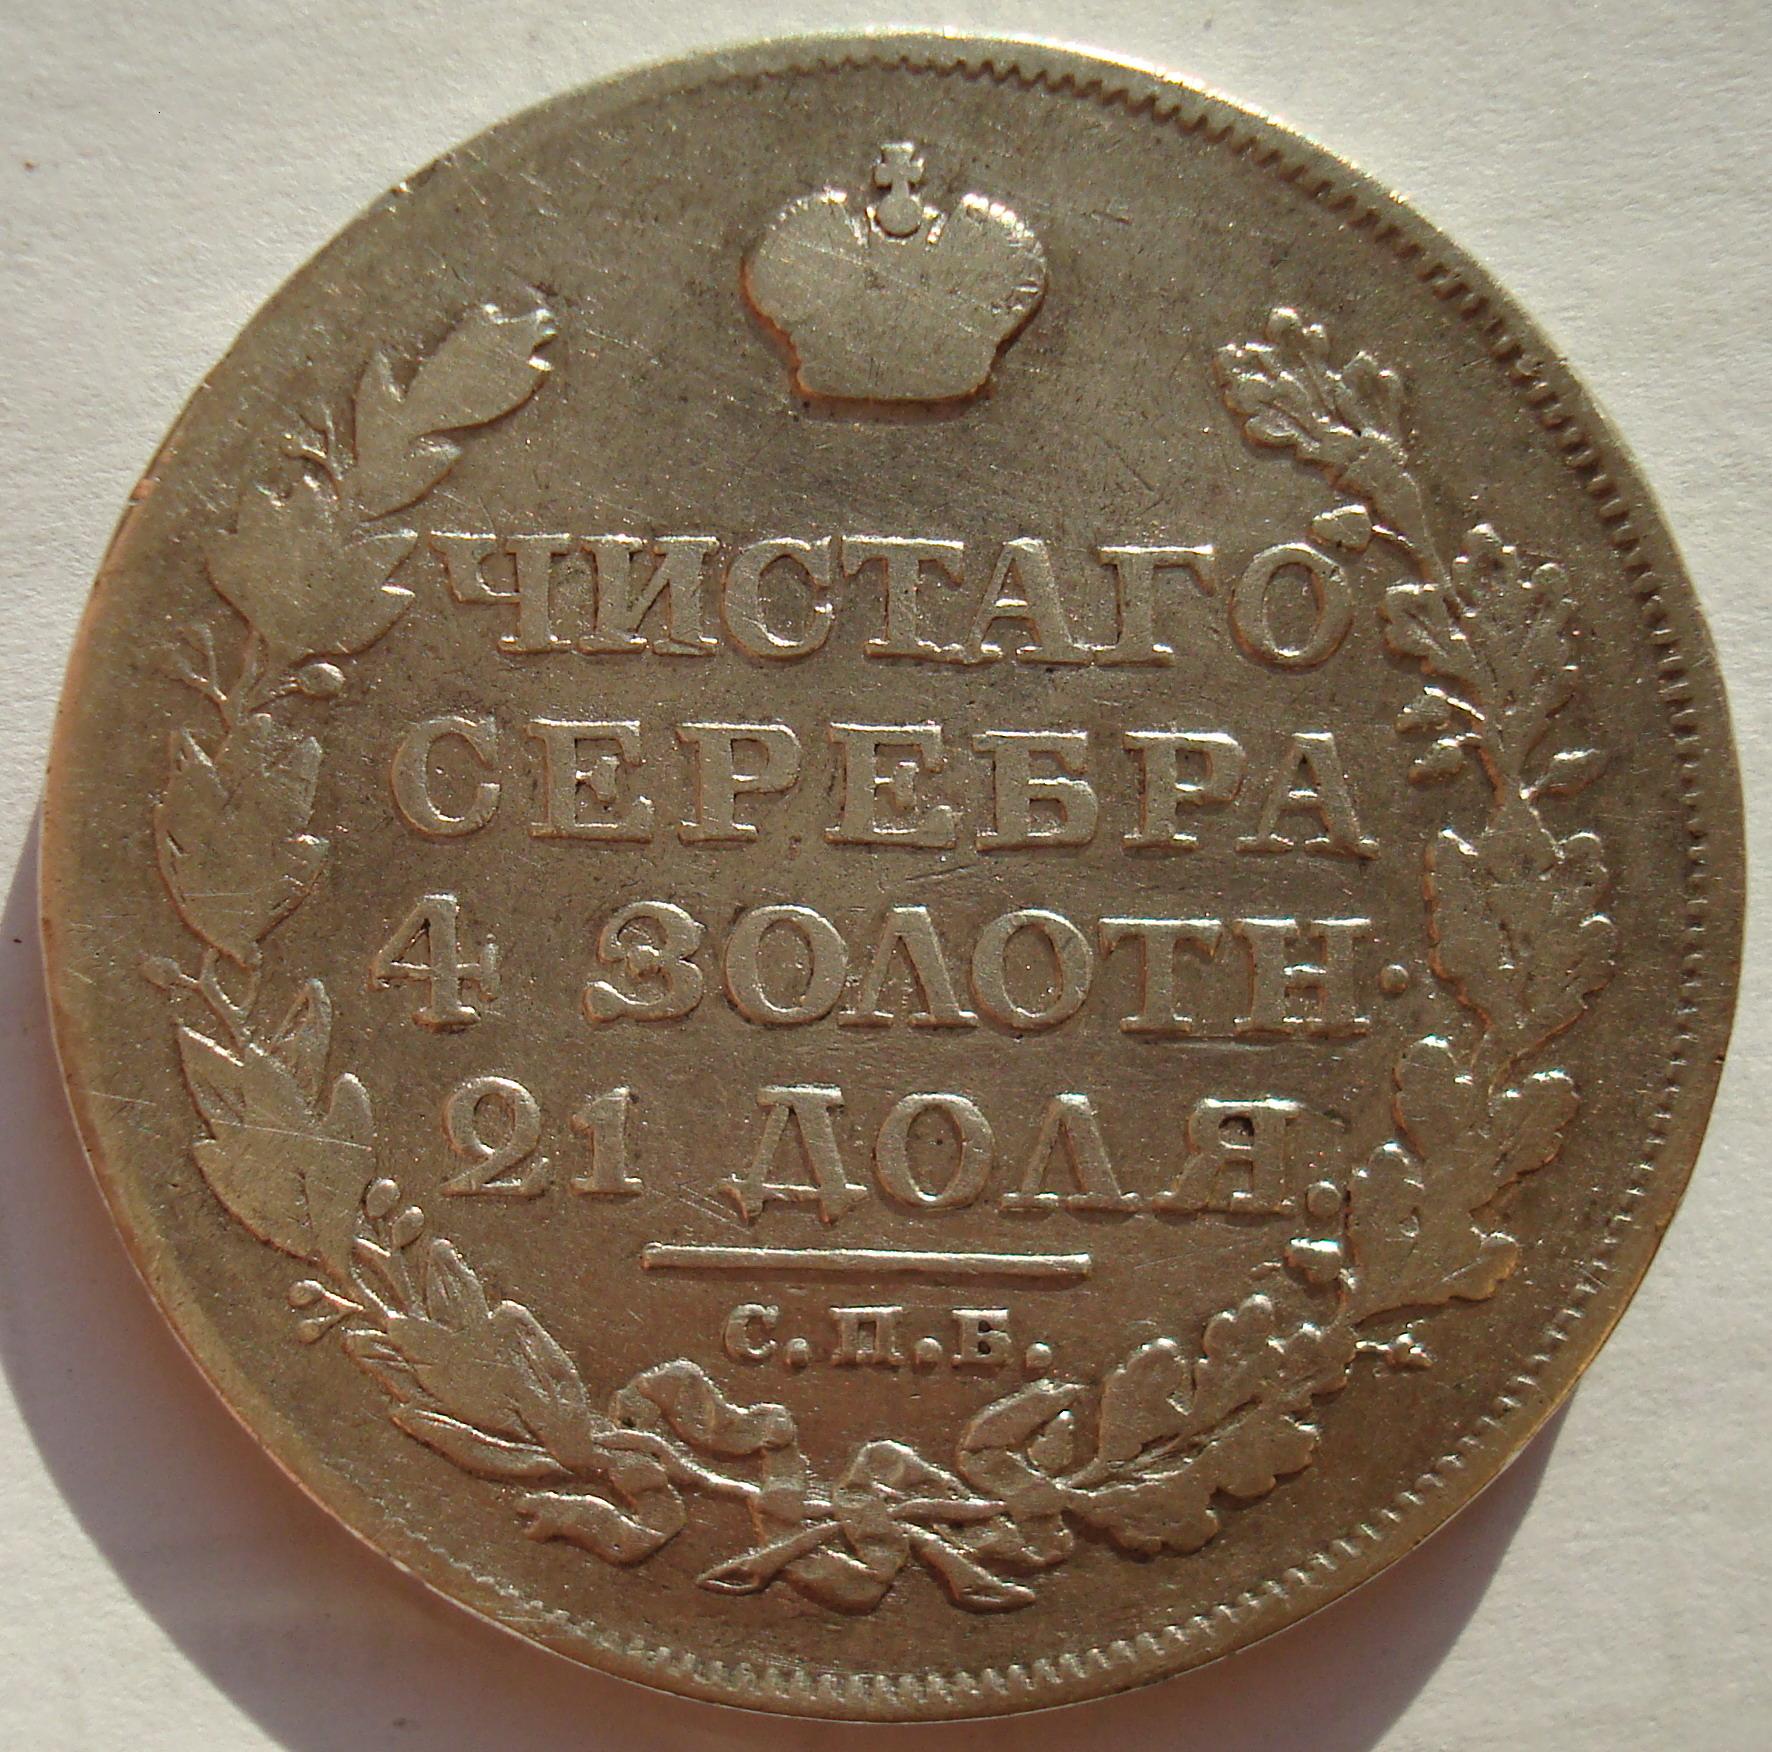 ЧИСТАГО
СЕРЕБРА
4 ЗОЛОТН.
21 ДОЛЯ.
С.П.Б.